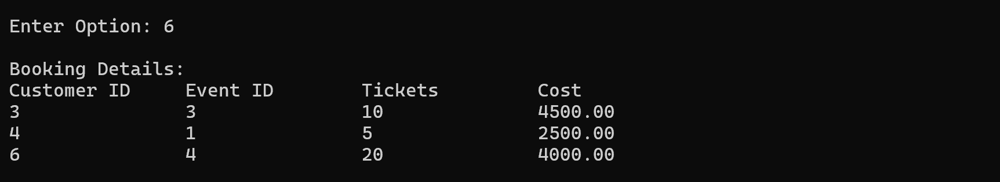 Enter Option: 6
Booking Details:
Customer ID     Event ID        Tickets         Cost
3               3               10              4500.00
4               1               5               2500.00
6               4               20              4000.00